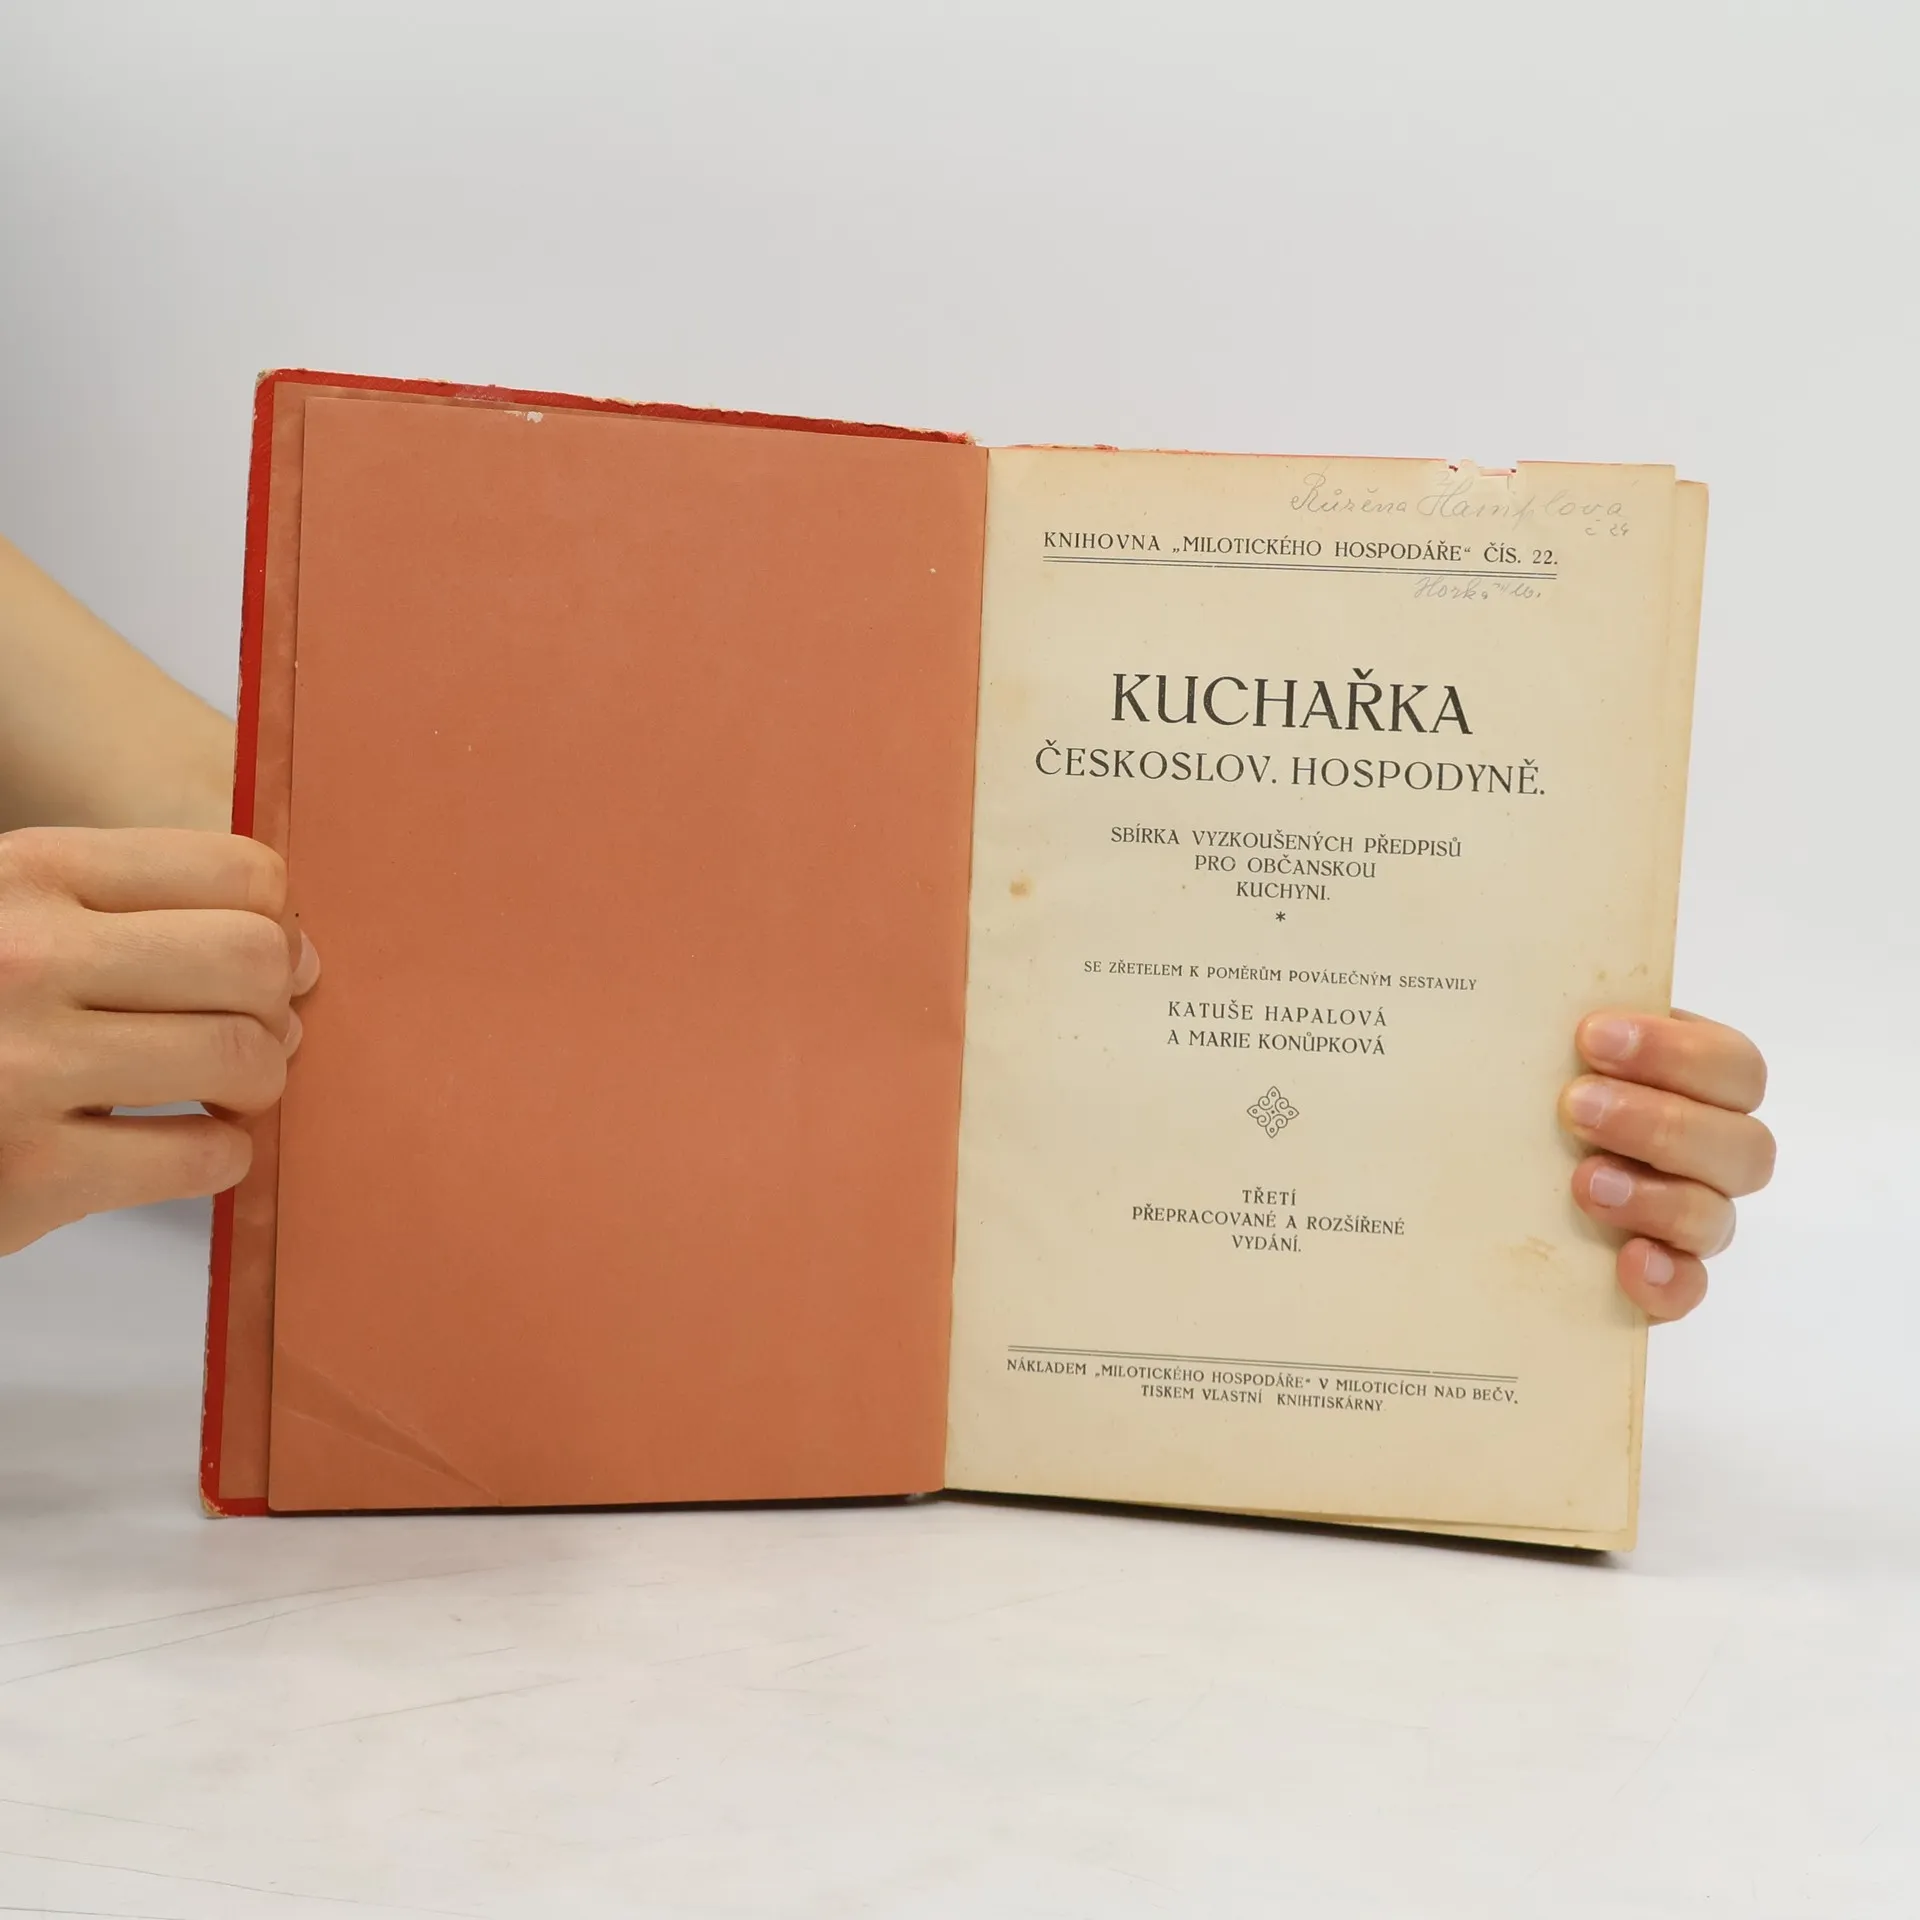 Růžena Hamplová
č 24
KNIHOVNA „MILOTICKÉHO HOSPODÁŘE“ ČÍS. 22.
KUCHAŘKA
ČESKOSLOV. HOSPODYNĚ.
SBÍRKA VYZKOUŠENÝCH PŘEDPISŮ
PRO OBČANSKOU
KUCHYNI.
*
SE ZŘETELEM K POMĚRŮM POVÁLEČNÝM SESTAVILY
KATUŠE HAPALOVÁ
A MARIE KONŮPKOVÁ
TŘETÍ
PŘEPRACOVANÉ A ROZŠÍŘENÉ
VYDÁNÍ.
NÁKLADEM „MILOTICKÉHO HOSPODÁŘE“ V MILOTICÍCH NAD BEČV.
TISKEM VLASTNÍ KNIHTISKÁRNY